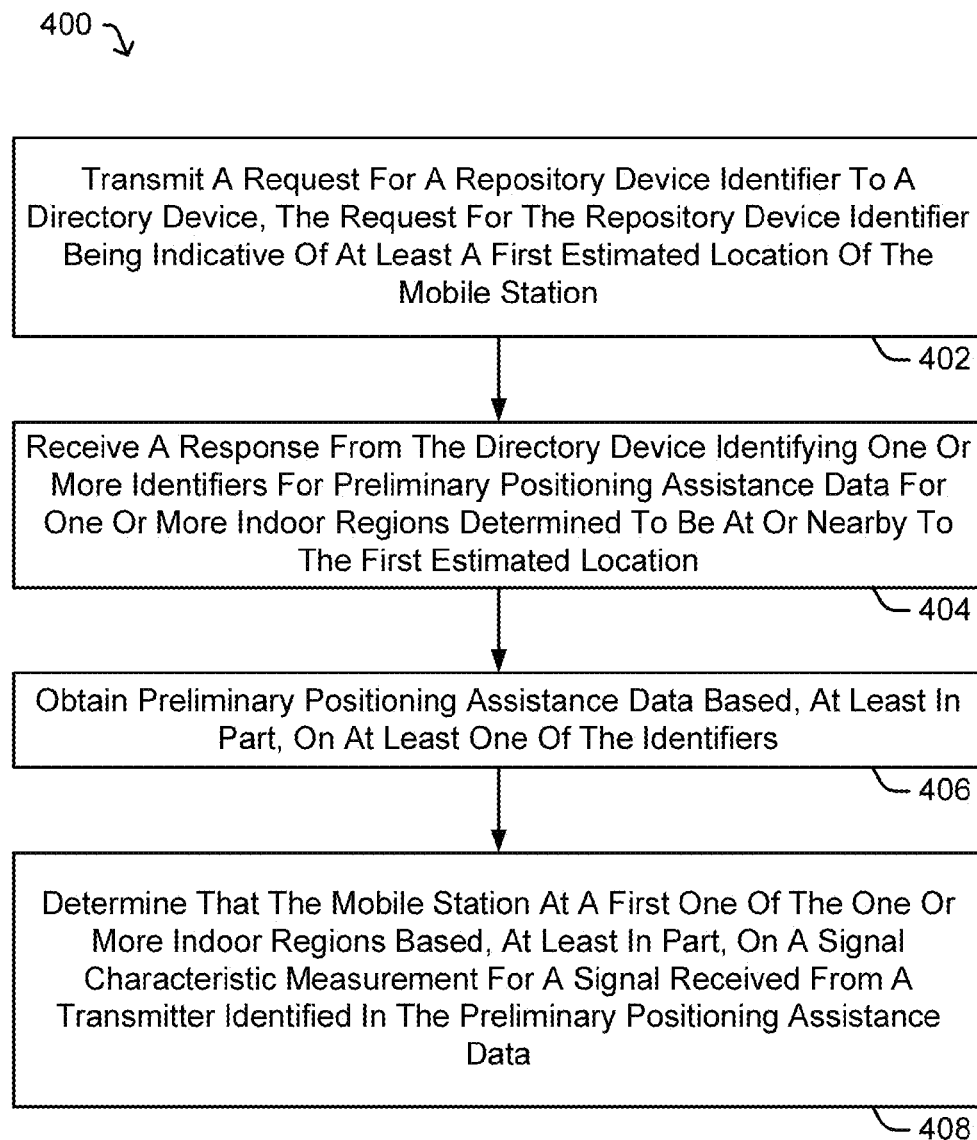 400
Transmit A Request For A Repository Device Identifier To A
Directory Device, The Request For The Repository Device Identifier
Being Indicative Of At Least A First Estimated Location Of The
Mobile Station
402
Receive A Response From The Directory Device Identifying One Or
More Identifiers For Preliminary Positioning Assistance Data For
One Or More Indoor Regions Determined To Be At Or Nearby To
The First Estimated Location
404
Obtain Preliminary Positioning Assistance Data Based, At Least In
Part, On At Least One Of The Identifiers
406
Determine That The Mobile Station At A First One Of The One Or
More Indoor Regions Based, At Least In Part, On A Signal
Characteristic Measurement For A Signal Received From A
Transmitter Identified In The Preliminary Positioning Assistance
Data
408